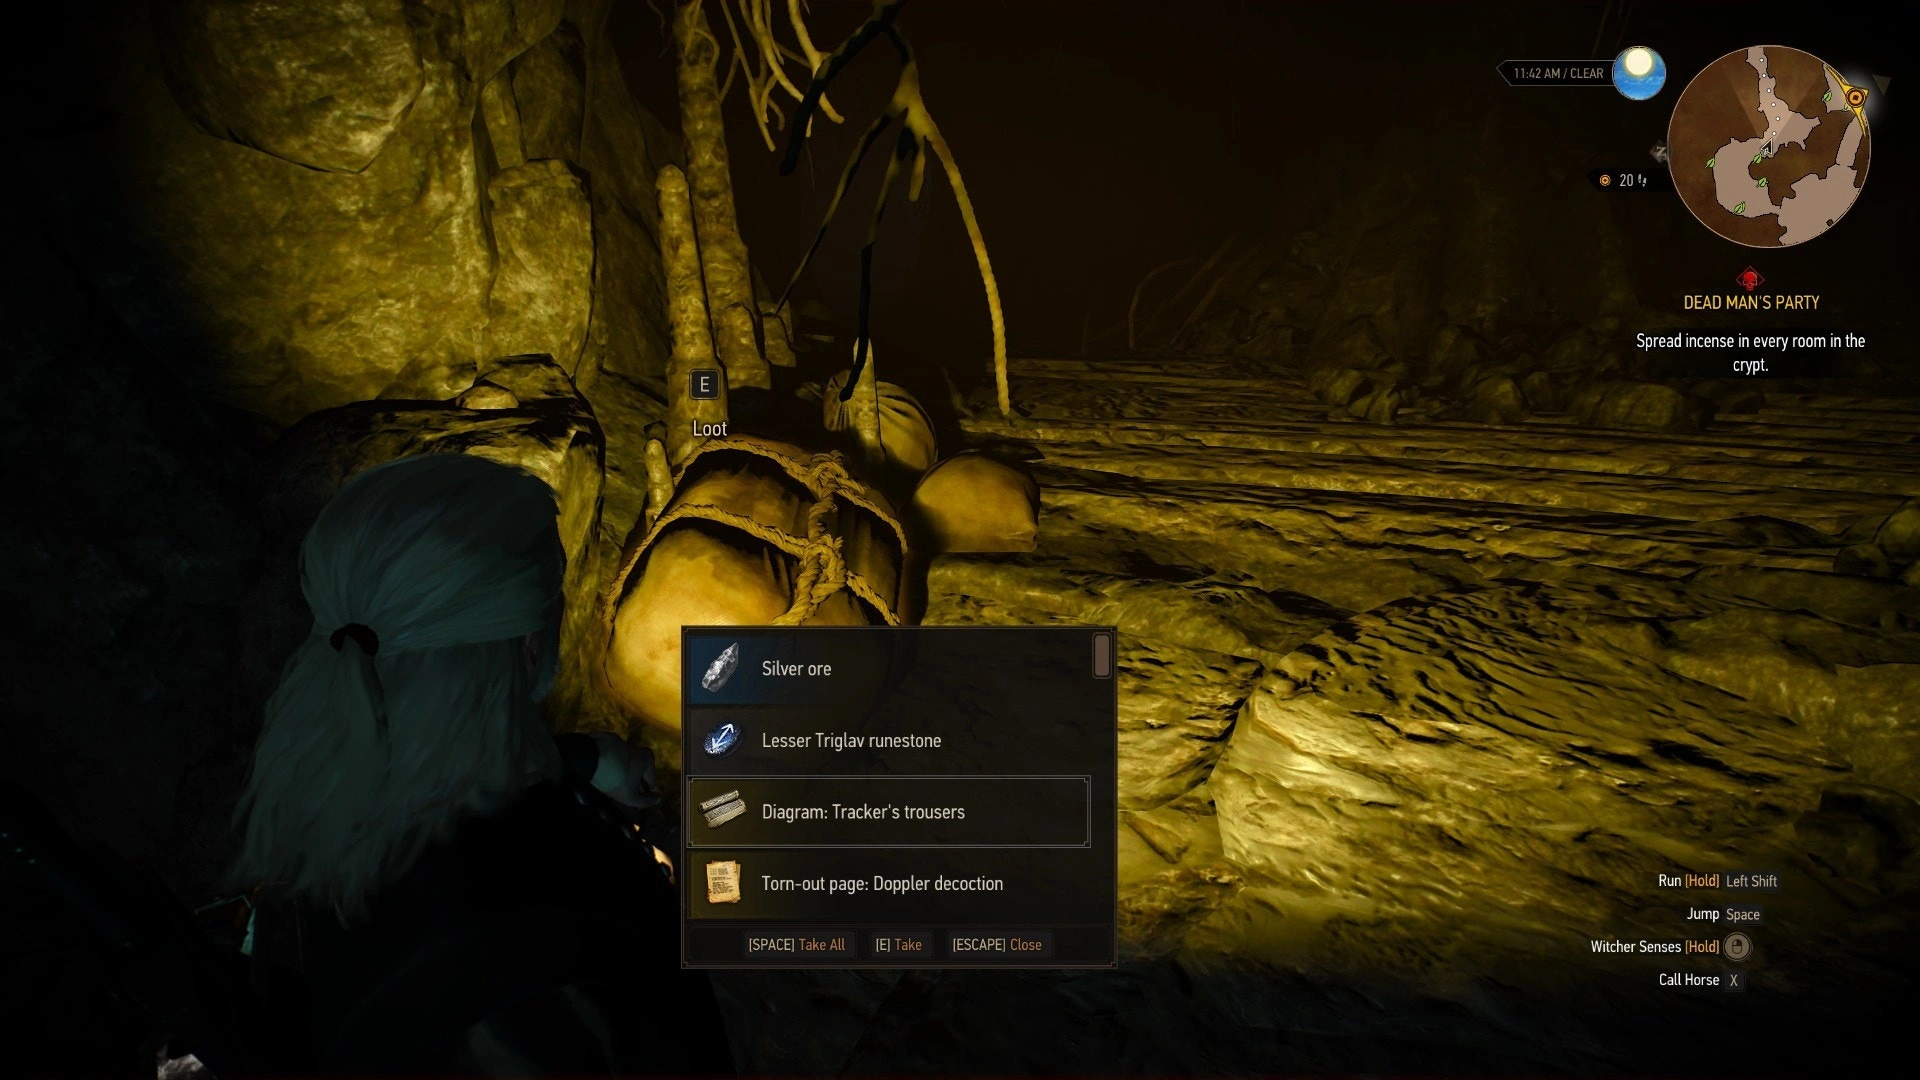 11:42 AM / CLEAR
20
DEAD MAN'S PARTY
Spread incense in every room in the
crypt.
E
Loot
Silver ore
Lesser Triglav runestone
Diagram: Tracker's trousers
Torn-out page: Doppler decoction
[SPACE] Take All [E] Take [ESCAPE] Close
Run [Hold] Left Shift
Jump Space
Witcher Senses [Hold]
Call Horse X